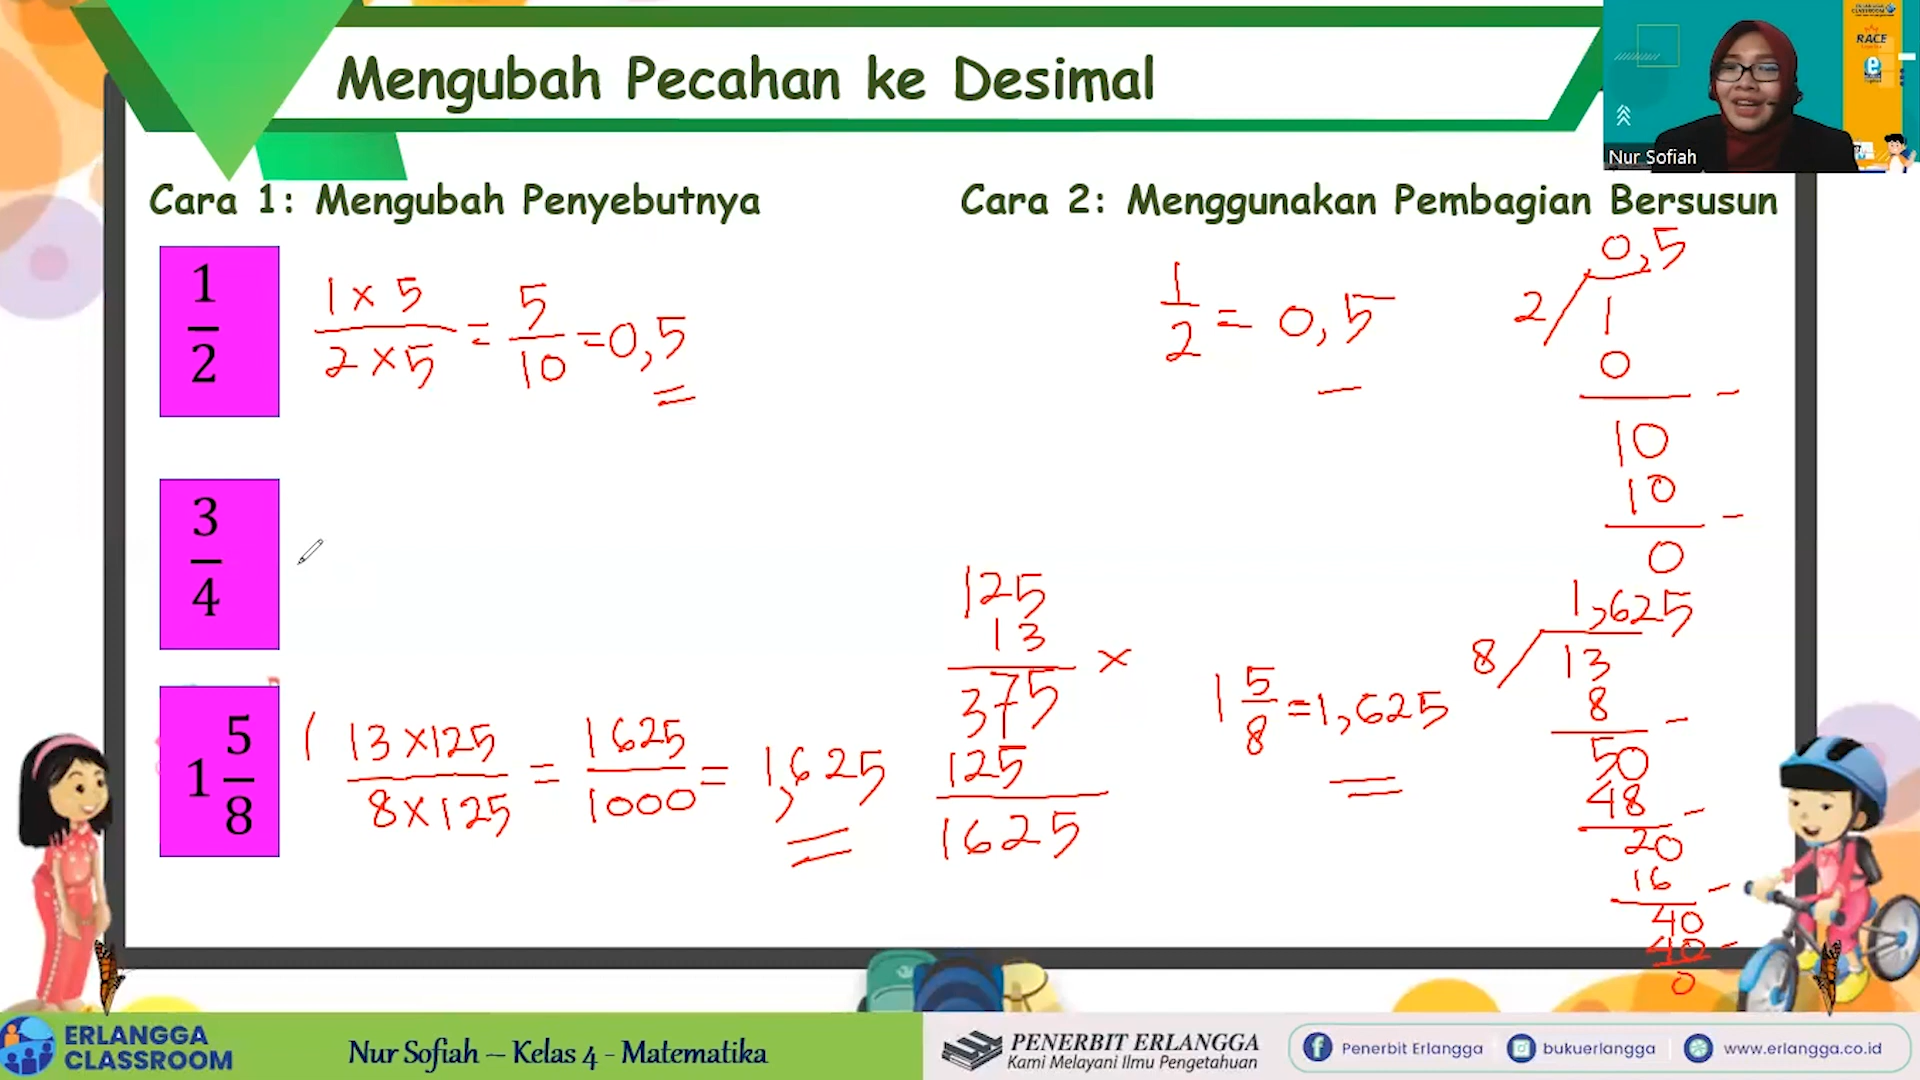 Mengubah Pecahan ke Desimal
ERLANGGA CLASSROOM
RACE
Nur Sofiah
Cara 1: Mengubah Penyebutnya
1/2
1 x 5 / 2 x 5 = 5/10 = 0,5
3/4
1 5/8
( 13 x 125 / 8 x 125 = 1625/1000 = 1,625
125
13 x
375
125
1625
Cara 2: Menggunakan Pembagian Bersusun
1/2 = 0,5
0,5
2 / 1
0 -
10
10 -
0
1 5/8 = 1,625
1,625
8 / 13
8 -
50
48 -
20
16 -
40
40 -
0
ERLANGGA
CLASSROOM
Nur Sofiah – Kelas 4 - Matematika
PENERBIT ERLANGGA
Kami Melayani Ilmu Pengetahuan
Penerbit Erlangga
bukuerlangga
www.erlangga.co.id